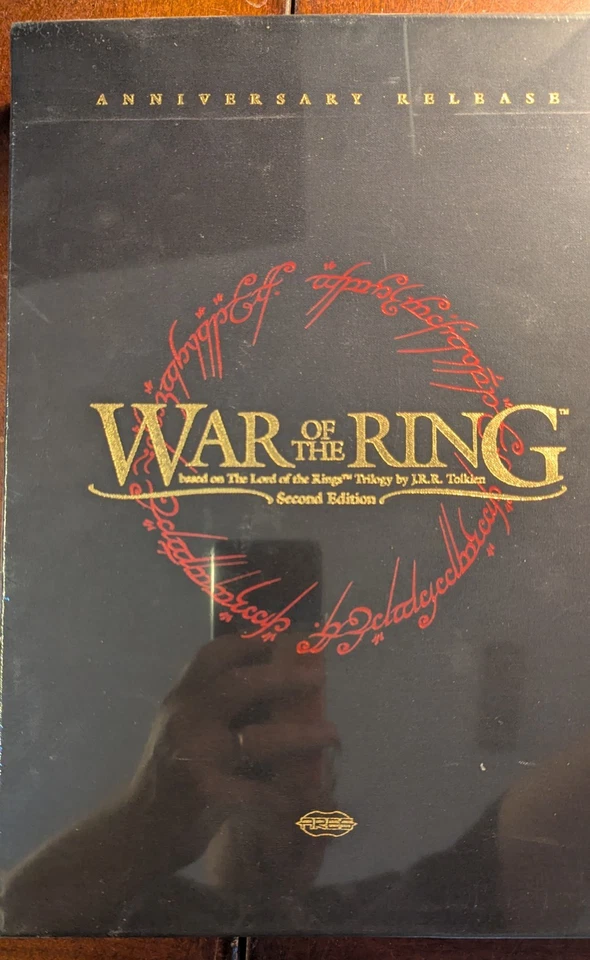 ANNIVERSARY RELEASE
WAR OF THE RING™
based on The Lord of the Rings™ Trilogy by J.R.R. Tolkien
Second Edition
ARES